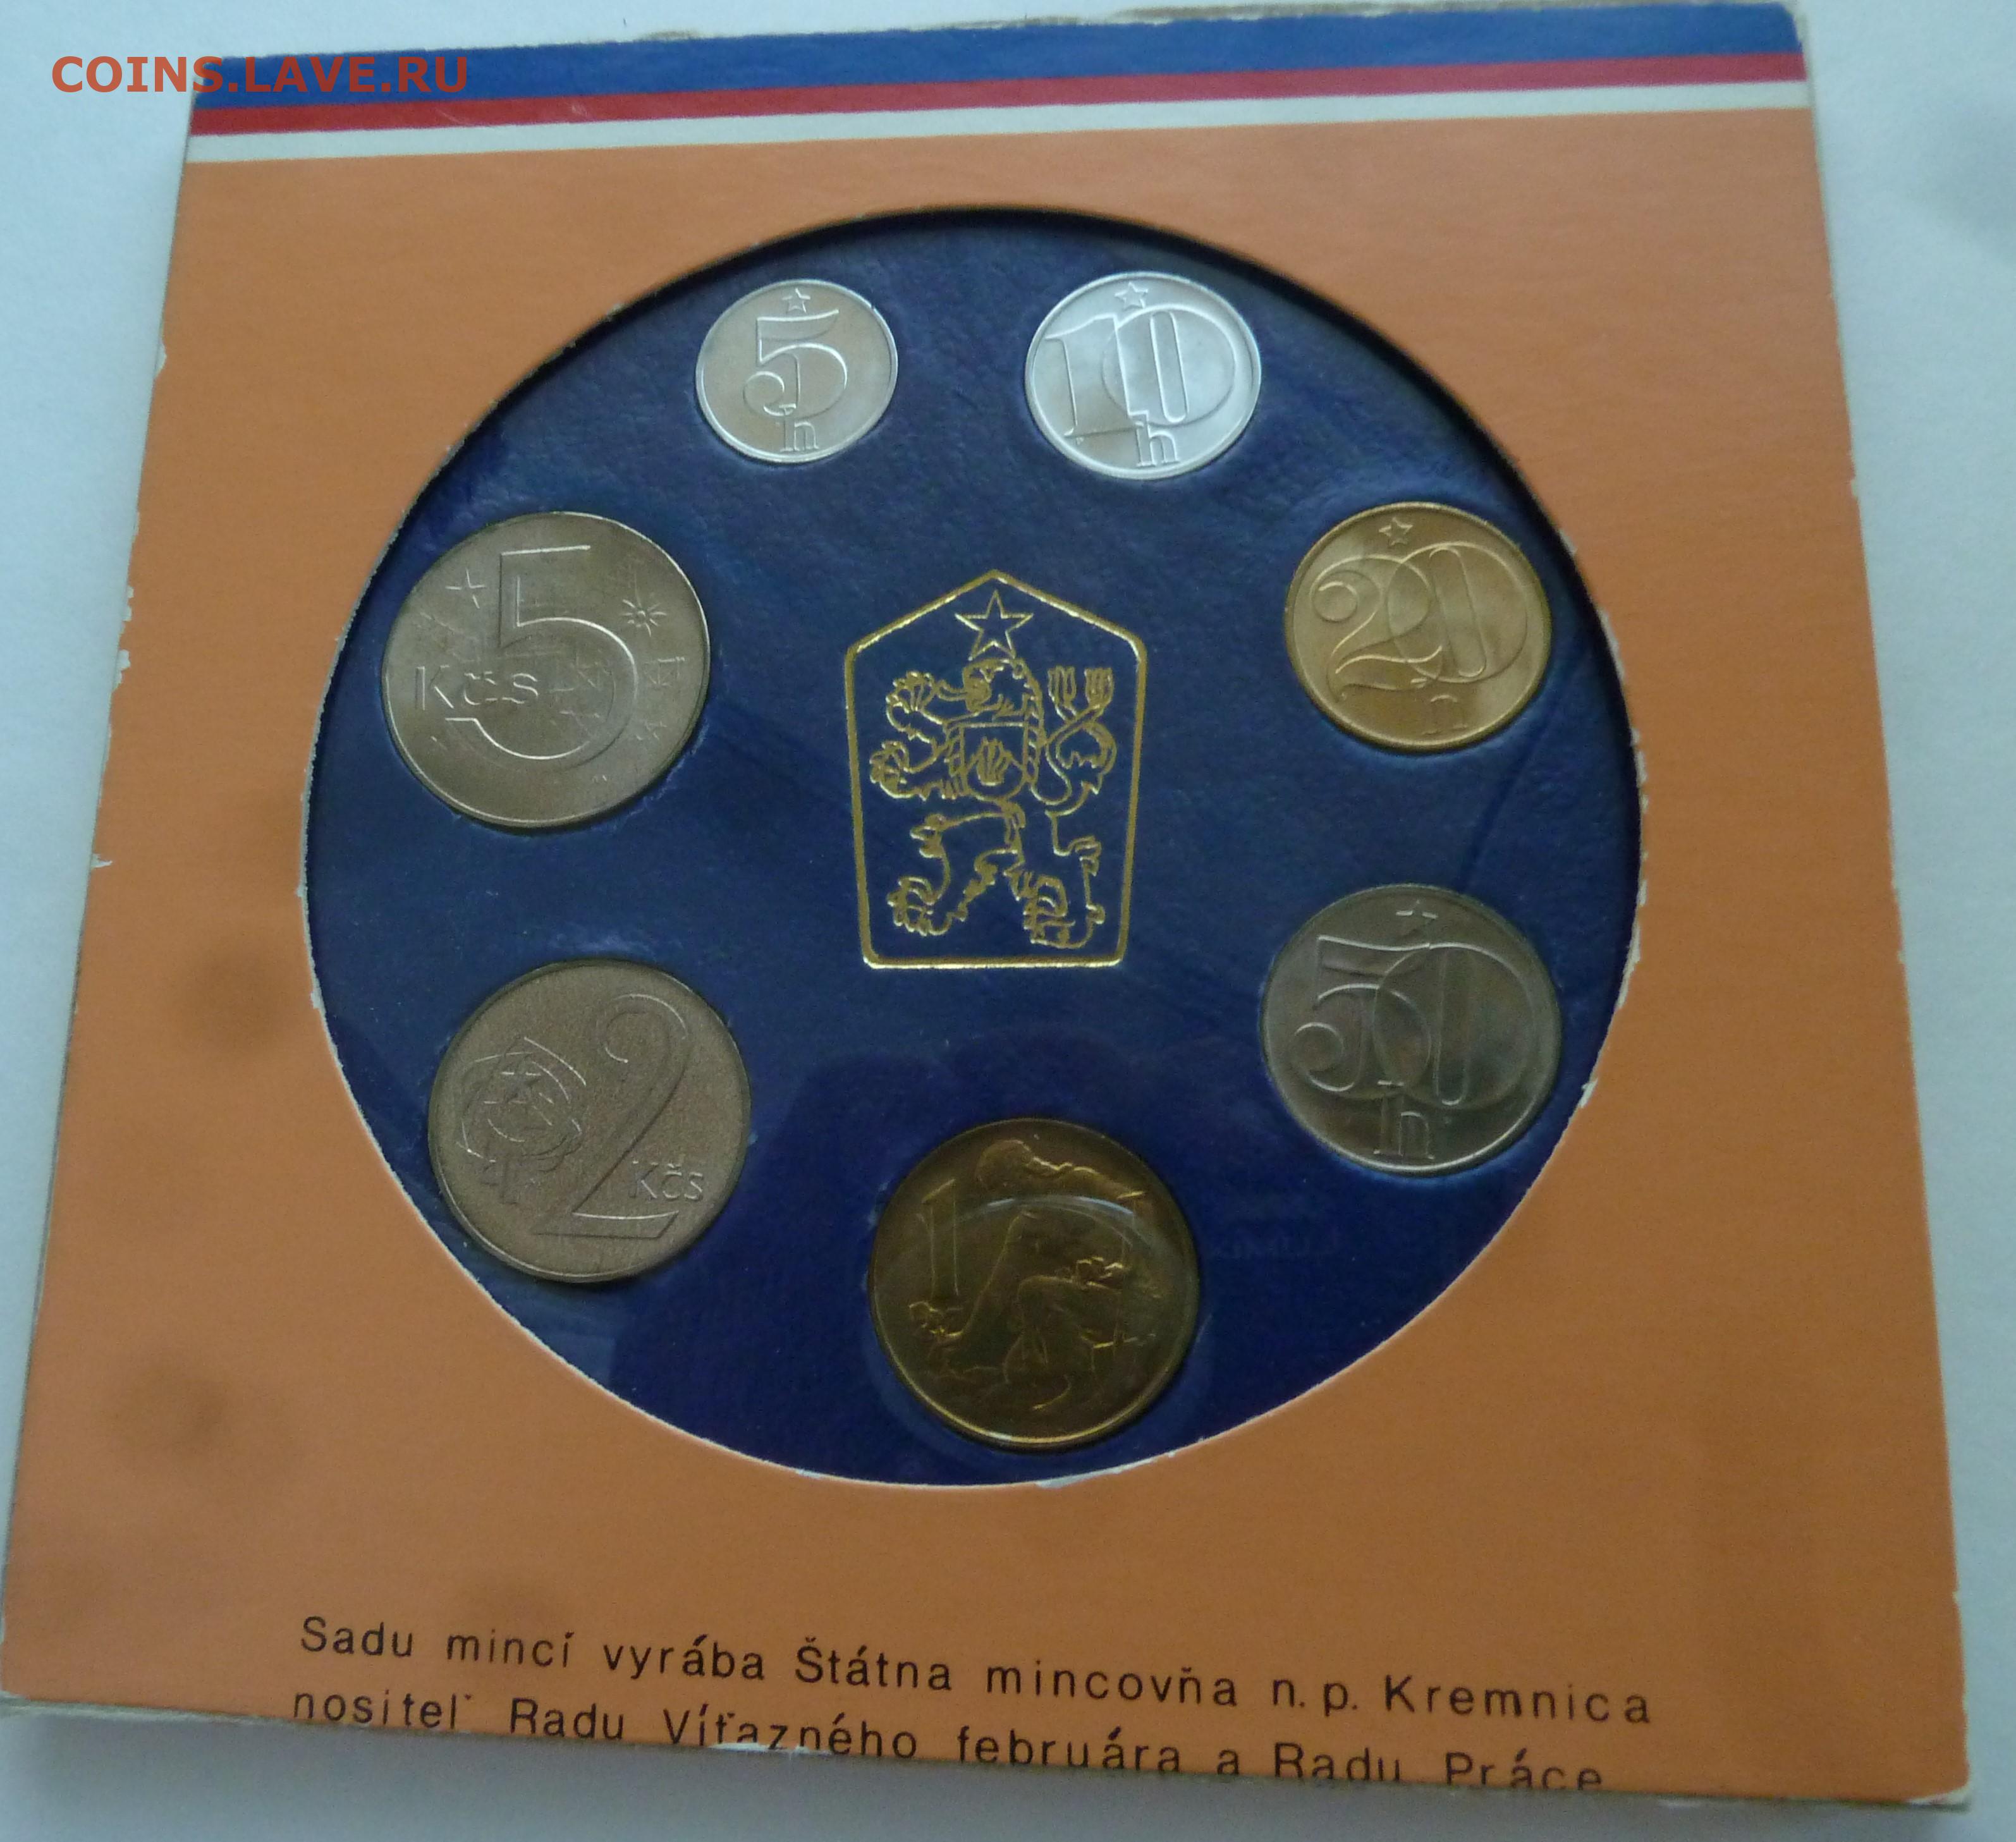 COINS.LAVE.RU
5
h
10
h
5
Kčs
20
h
50
h
2
Kčs
1
Sadu mincí vyrába Štátna mincovňa n.p. Kremnica
nositeľ Radu Víťazného februára a Radu Práce